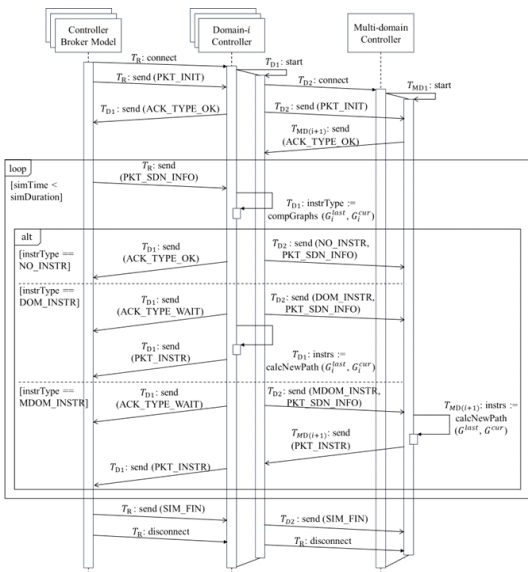 Controller
Broker Model
Domain-i
Controller
Multi-domain
Controller
T_R: connect
T_D1: start
T_R: send (PKT_INIT)
T_D2: connect
T_MD1: start
T_D1: send
(ACK_TYPE_OK)
T_D2: send (PKT_INIT)
T_MD(i+1): send
(ACK_TYPE_OK)
loop
[simTime <
simDuration]
T_R: send
(PKT_SDN_INFO)
T_D1: instrType :=
compGraphs (G_i^last, G_i^cur)
alt
[instrType ==
NO_INSTR]
T_D1: send
(ACK_TYPE_OK)
T_D2: send (NO_INSTR,
PKT_SDN_INFO)
[instrType ==
DOM_INSTR]
T_D1: send
(ACK_TYPE_WAIT)
T_D2: send (DOM_INSTR,
PKT_SDN_INFO)
T_D1: send
(PKT_INSTR)
T_D1: instrs :=
calcNewPath (G_i^last, G_i^cur)
[instrType ==
MDOM_INSTR]
T_D1: send
(ACK_TYPE_WAIT)
T_D2: send (MDOM_INSTR,
PKT_SDN_INFO)
T_MD(i+1): instrs :=
calcNewPath
(G^last, G^cur)
T_MD(i+1): send
(PKT_INSTR)
T_D1: send (PKT_INSTR)
T_R: send (SIM_FIN)
T_D2: send (SIM_FIN)
T_R: disconnect
T_R: disconnect